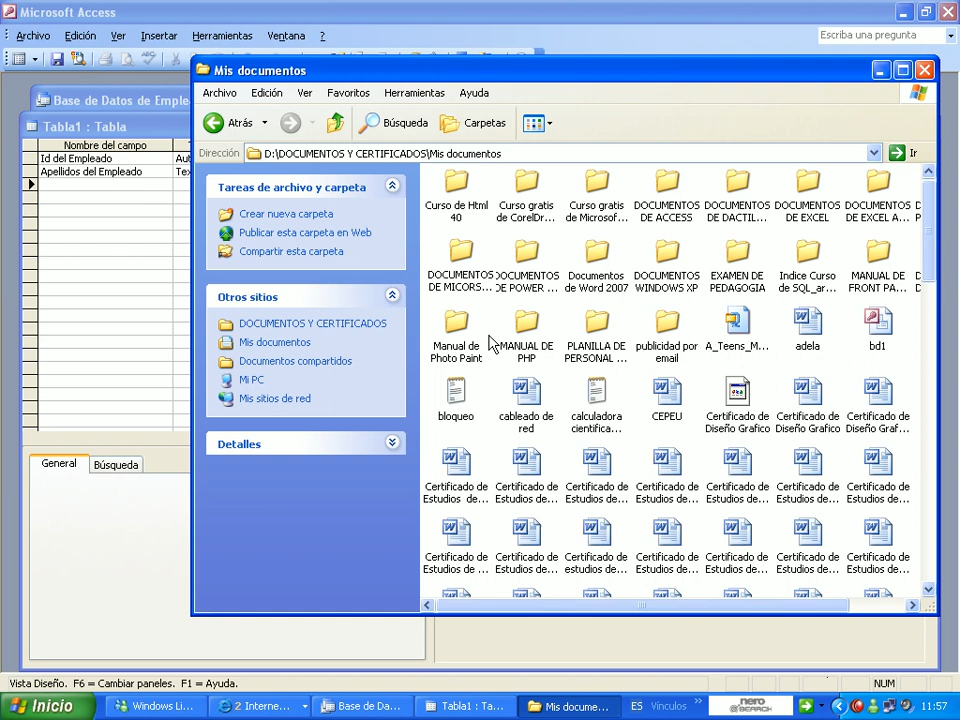 Microsoft Access
Archivo Edición Ver Insertar Herramientas Ventana ?
Escriba una pregunta
Base de Datos de Emple
Tabla1 : Tabla
Nombre del campo
Id del Empleado
Aut
Apellidos del Empleado
Tex
General
Búsqueda
Mis documentos
Archivo Edición Ver Favoritos Herramientas Ayuda
Atrás
Búsqueda
Carpetas
Dirección
D:\DOCUMENTOS Y CERTIFICADOS\Mis documentos
Ir
Tareas de archivo y carpeta
Crear nueva carpeta
Publicar esta carpeta en Web
Compartir esta carpeta
Otros sitios
DOCUMENTOS Y CERTIFICADOS
Mis documentos
Documentos compartidos
Mi PC
Mis sitios de red
Detalles
Curso de Html 40
Curso gratis de CorelDr...
Curso gratis de Microsof...
DOCUMENTOS DE ACCESS
DOCUMENTOS DE DACTIL...
DOCUMENTOS DE EXCEL
DOCUMENTOS DE EXCEL A...
DOCUMENTOS DE MICORS...
DOCUMENTOS DE POWER ...
Documentos de Word 2007
DOCUMENTOS WINDOWS XP
EXAMEN DE PEDAGOGIA
Indice Curso de SQL_ar...
MANUAL DE FRONT PA...
Manual de Photo Paint
MANUAL DE PHP
PLANILLA DE PERSONAL ...
publicidad por email
A_Teens_M...
adela
bd1
bloqueo
cableado de red
calculadora cientifica...
CEPEU
Certificado de Diseño Grafico
Certificado de Diseño Grafico
Certificado de Diseño Graf...
Certificado de Estudios de...
Certificado de Estudios de...
Certificado de Estudios de...
Certificado de Estudios de...
Certificado de Estudios de...
Certificado de Estudios de...
Certificado de Estudios de...
Certificado de Estudios de ...
Certificado de Estudios de...
Certificado de estudios de...
Certificado de Estudios de...
Certificado de Estudios de...
Certificado de Estudios de...
Certificado de Estudios de...
Vista Diseño. F6 = Cambiar paneles. F1 = Ayuda.
NUM
Inicio
Windows Li...
2 Interne...
Base de Da...
Tabla1 : Ta...
Mis docume...
ES
Vínculos
nero
SEARCH
11:57